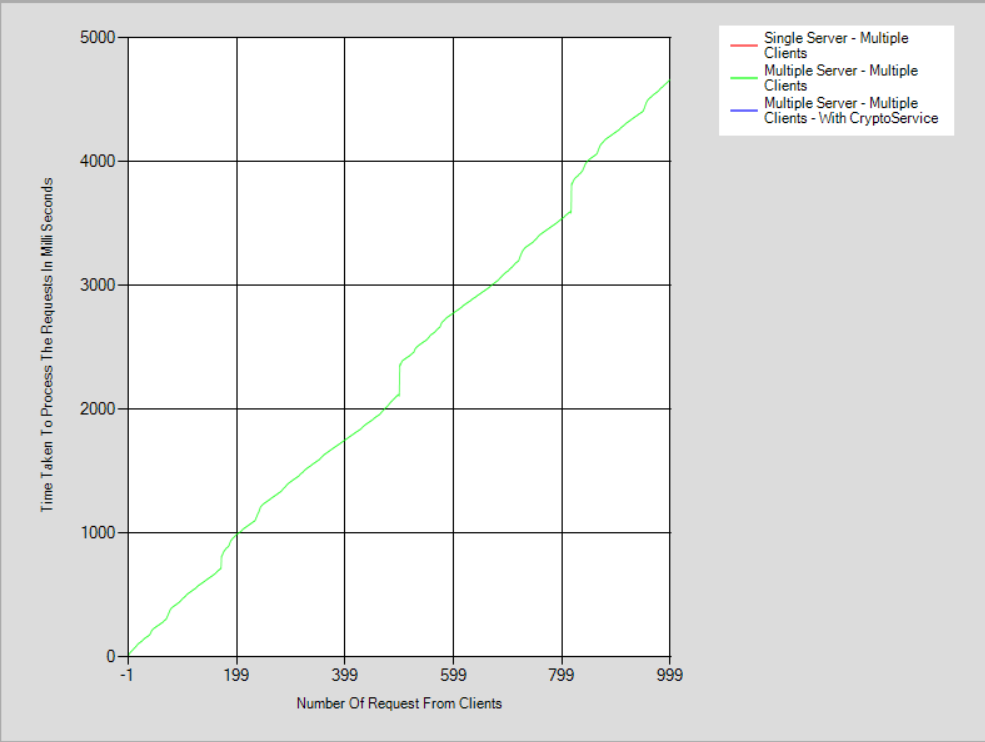 5000
4000
3000
2000
1000
0
-1
199
399
599
799
999
Time Taken To Process The Requests In Milli Seconds
Number Of Request From Clients
Single Server - Multiple
Clients
Multiple Server - Multiple
Clients
Multiple Server - Multiple
Clients - With CryptoService